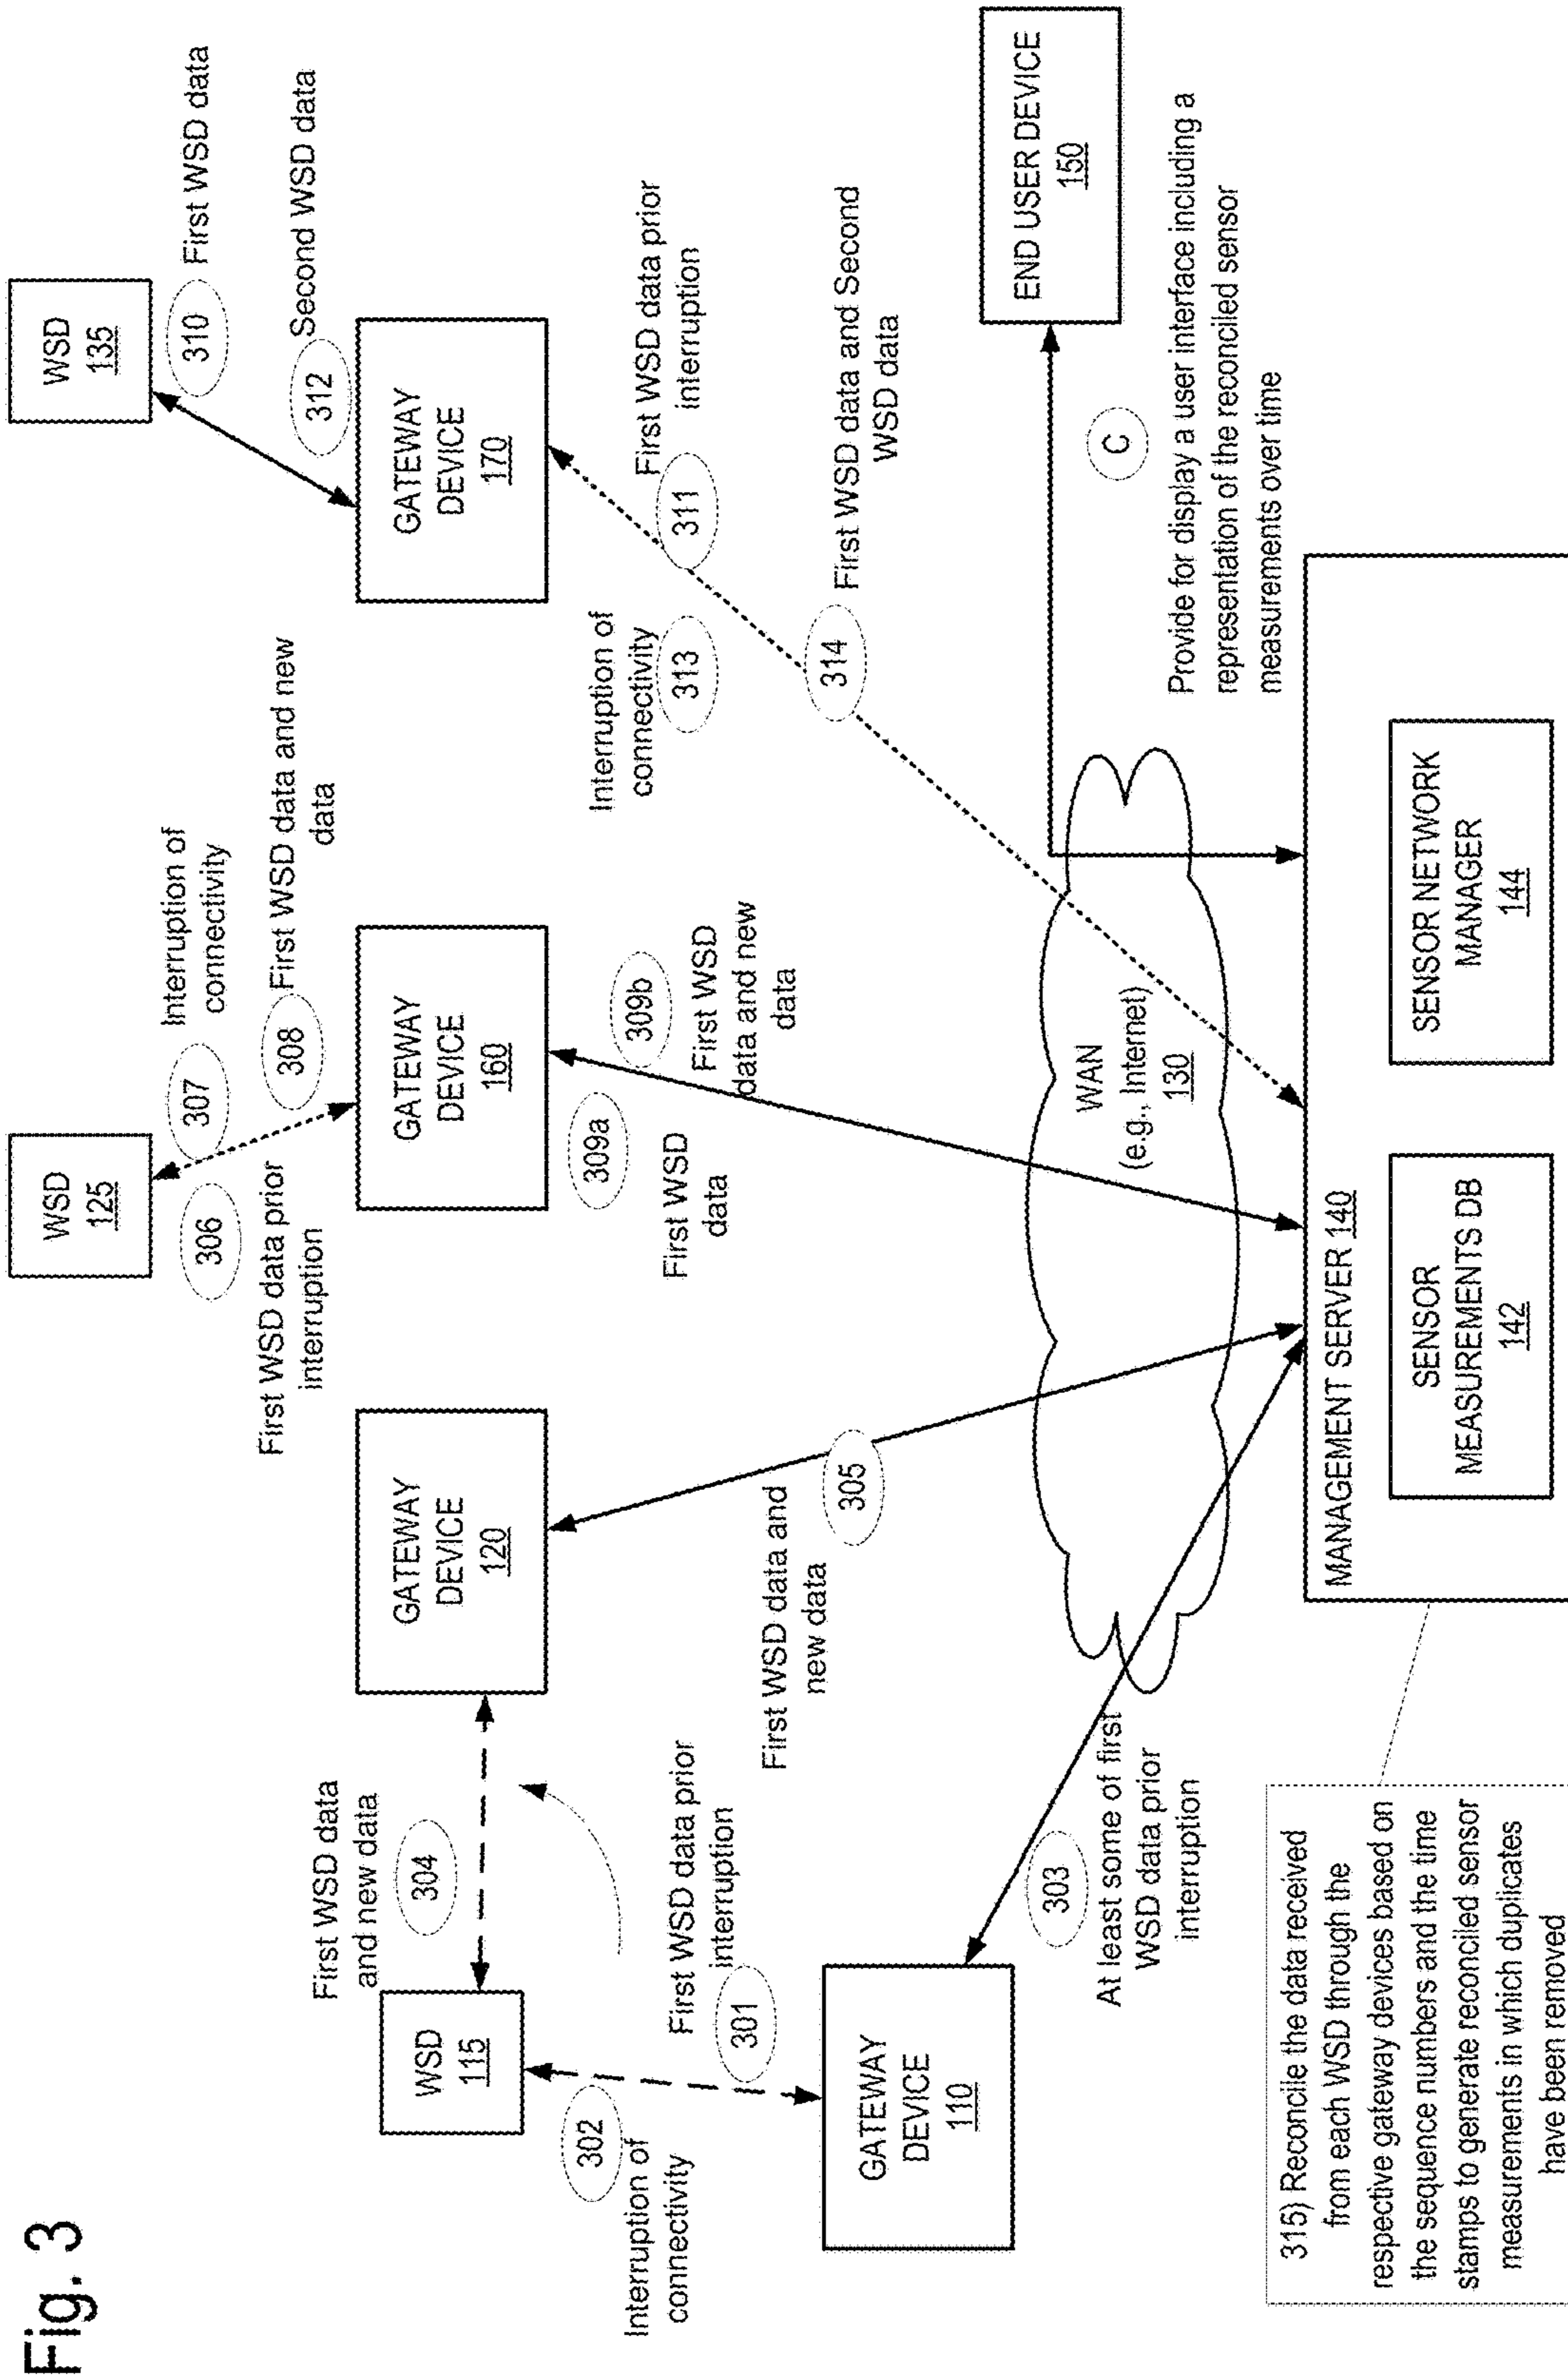 Fig. 3
WSD
115
WSD
125
WSD
135
302
Interruption of
connectivity
301
First WSD data prior
interruption
First WSD data
and new data
304
306
First WSD data prior
interruption
307
Interruption of
connectivity
308
First WSD data and new
data
310
First WSD data
312
Second WSD data
GATEWAY
DEVICE
110
GATEWAY
DEVICE
120
GATEWAY
DEVICE
160
GATEWAY
DEVICE
170
303
At least some of first
WSD data prior
interruption
First WSD data and
new data
305
309a
First WSD
data
309b
First WSD
data and new
data
Interruption of
connectivity
313
311
First WSD data prior
interruption
314
First WSD data and Second
WSD data
WAN
(e.g., Internet)
130
END USER DEVICE
150
C
Provide for display a user interface including a
representation of the reconciled sensor
measurements over time
MANAGEMENT SERVER 140
SENSOR
MEASUREMENTS DB
142
SENSOR NETWORK
MANAGER
144
315) Reconcile the data received
from each WSD through the
respective gateway devices based on
the sequence numbers and the time
stamps to generate reconciled sensor
measurements in which duplicates
have been removed